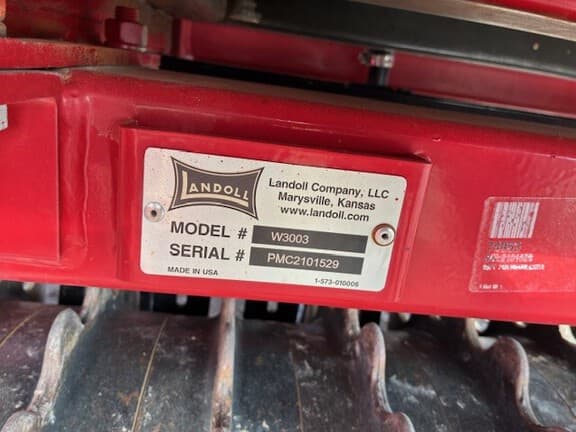 LANDOLL
Landoll Company, LLC
Marysville, Kansas
www.landoll.com
MODEL # W3003
SERIAL # PMC2101529
MADE IN USA
1-573-010006